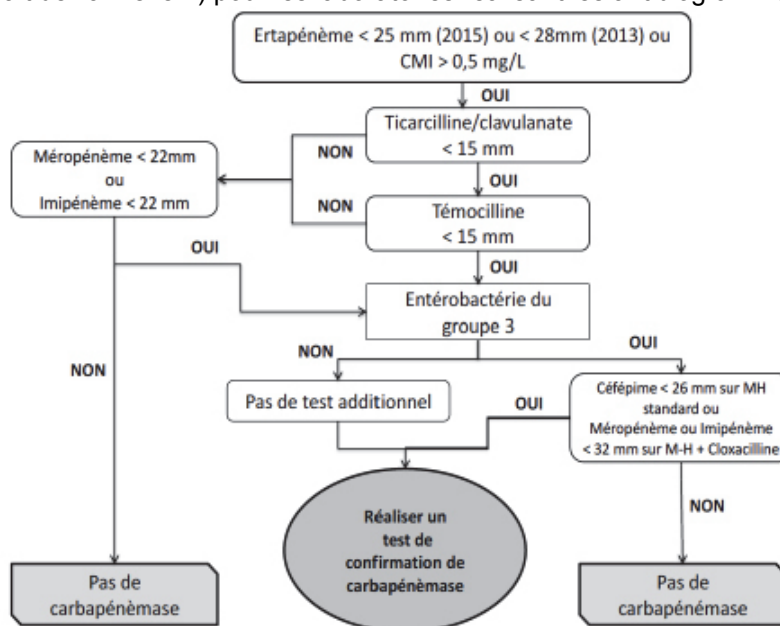 Ertapénème < 25 mm (2015) ou < 28mm (2013) ou
CMI > 0,5 mg/L
OUI
Ticarcilline/clavulanate
< 15 mm
NON
OUI
Méropénème < 22mm
ou
Imipénème < 22 mm
NON
Témocilline
< 15 mm
OUI
OUI
Entérobactérie du
groupe 3
NON
NON
OUI
Pas de test additionnel
OUI
Céfépime < 26 mm sur MH
standard ou
Méropénème ou Imipénème
< 32 mm sur M-H + Cloxacilline
Réaliser un
test de
confirmation de
carbapénèmase
NON
Pas de
carbapénèmase
Pas de
carbapénémase